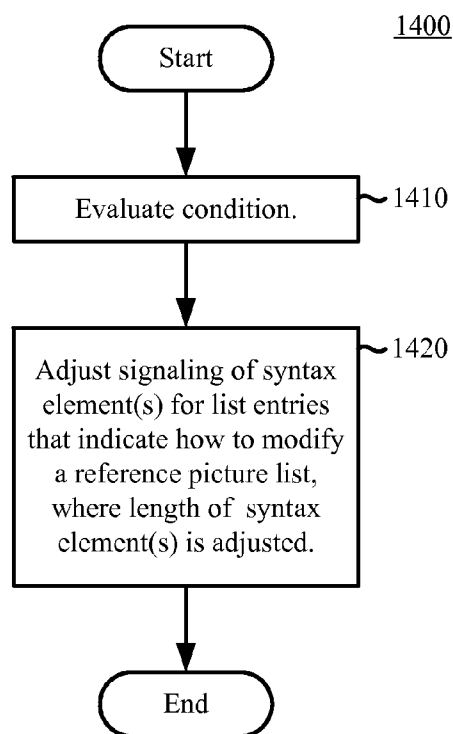 1400
Start
Evaluate condition.
1410
1420
Adjust signaling of syntax
element(s) for list entries
that indicate how to modify
a reference picture list,
where length of syntax
element(s) is adjusted.
End